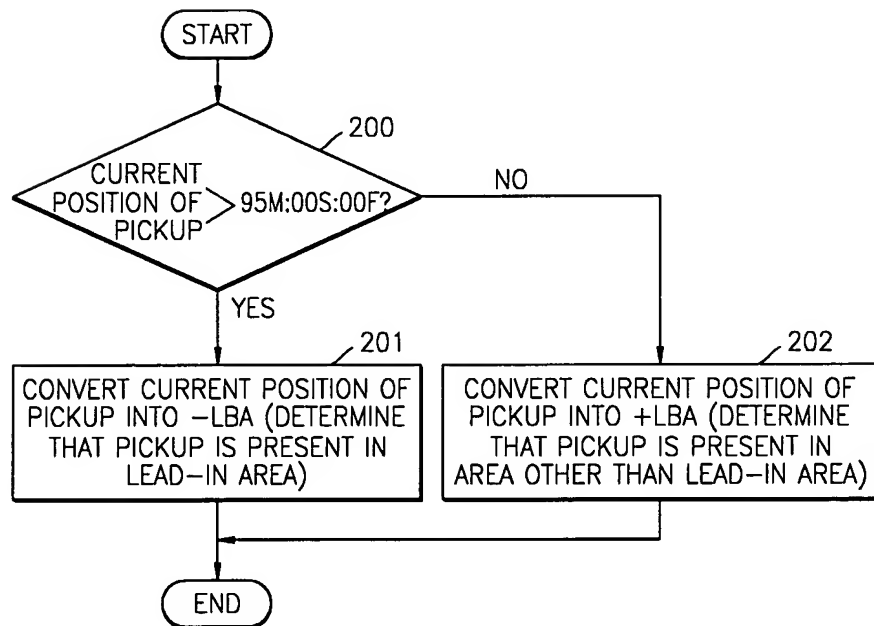 START
200
CURRENT
POSITION OF > 95M:00S:00F?
PICKUP
NO
YES
201
CONVERT CURRENT POSITION OF
PICKUP INTO −LBA (DETERMINE
THAT PICKUP IS PRESENT IN
LEAD−IN AREA)
202
CONVERT CURRENT POSITION OF
PICKUP INTO +LBA (DETERMINE
THAT PICKUP IS PRESENT IN
AREA OTHER THAN LEAD−IN AREA)
END